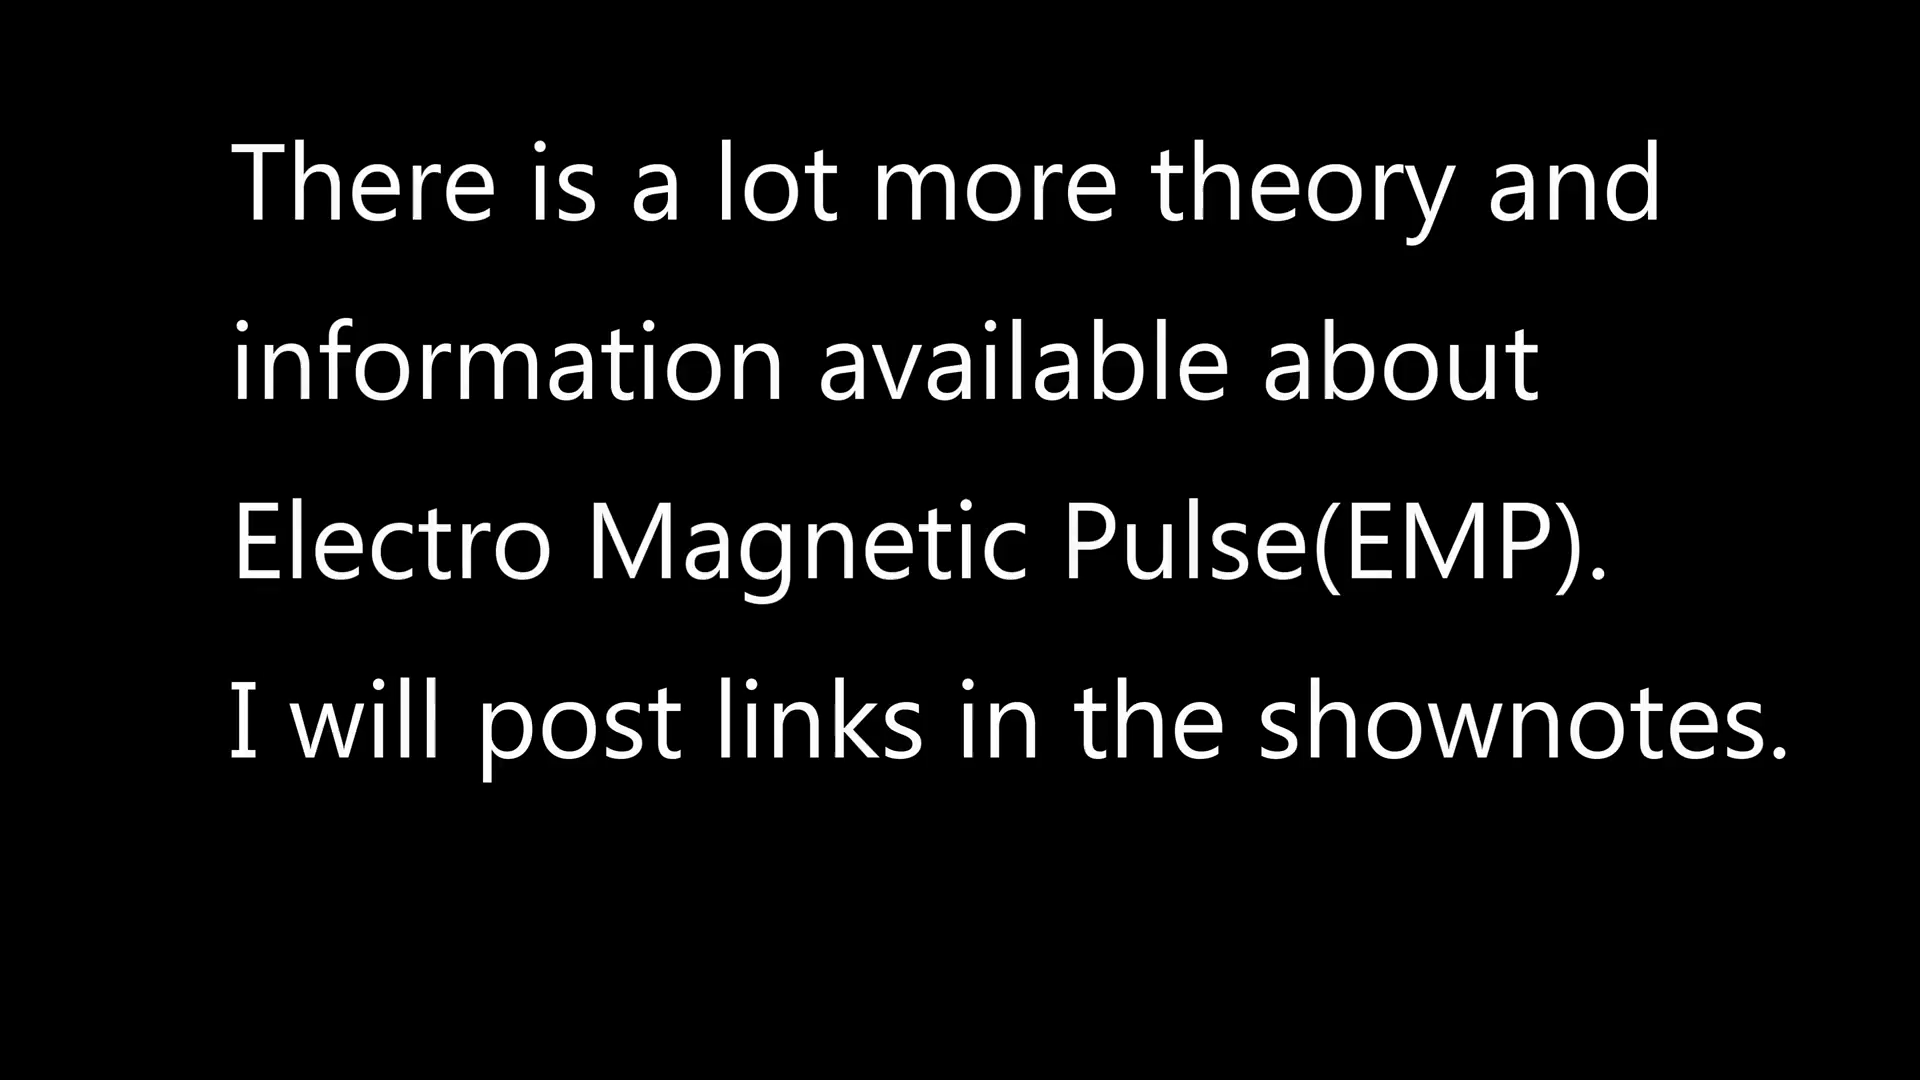 There is a lot more theory and
information available about
Electro Magnetic Pulse(EMP).
I will post links in the shownotes.